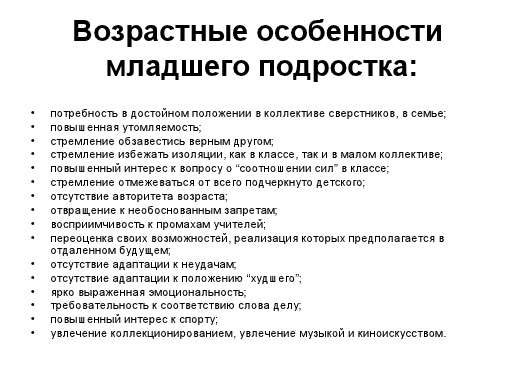 Возрастные особенности
младшего подростка:
• потребность в достойном положении в коллективе сверстников, в семье;
• повышенная утомляемость;
• стремление обзавестись верным другом;
• стремление избежать изоляции, как в классе, так и в малом коллективе;
• повышенный интерес к вопросу о “соотношении сил” в классе;
• стремление отмежеваться от всего подчеркнуто детского;
• отсутствие авторитета возраста;
• отвращение к необоснованным запретам;
• восприимчивость к промахам учителей;
• переоценка своих возможностей, реализация которых предполагается в
отдаленном будущем;
• отсутствие адаптации к неудачам;
• отсутствие адаптации к положению “худшего”;
• ярко выраженная эмоциональность;
• требовательность к соответствию слова делу;
• повышенный интерес к спорту;
• увлечение коллекционированием, увлечение музыкой и киноискусством.